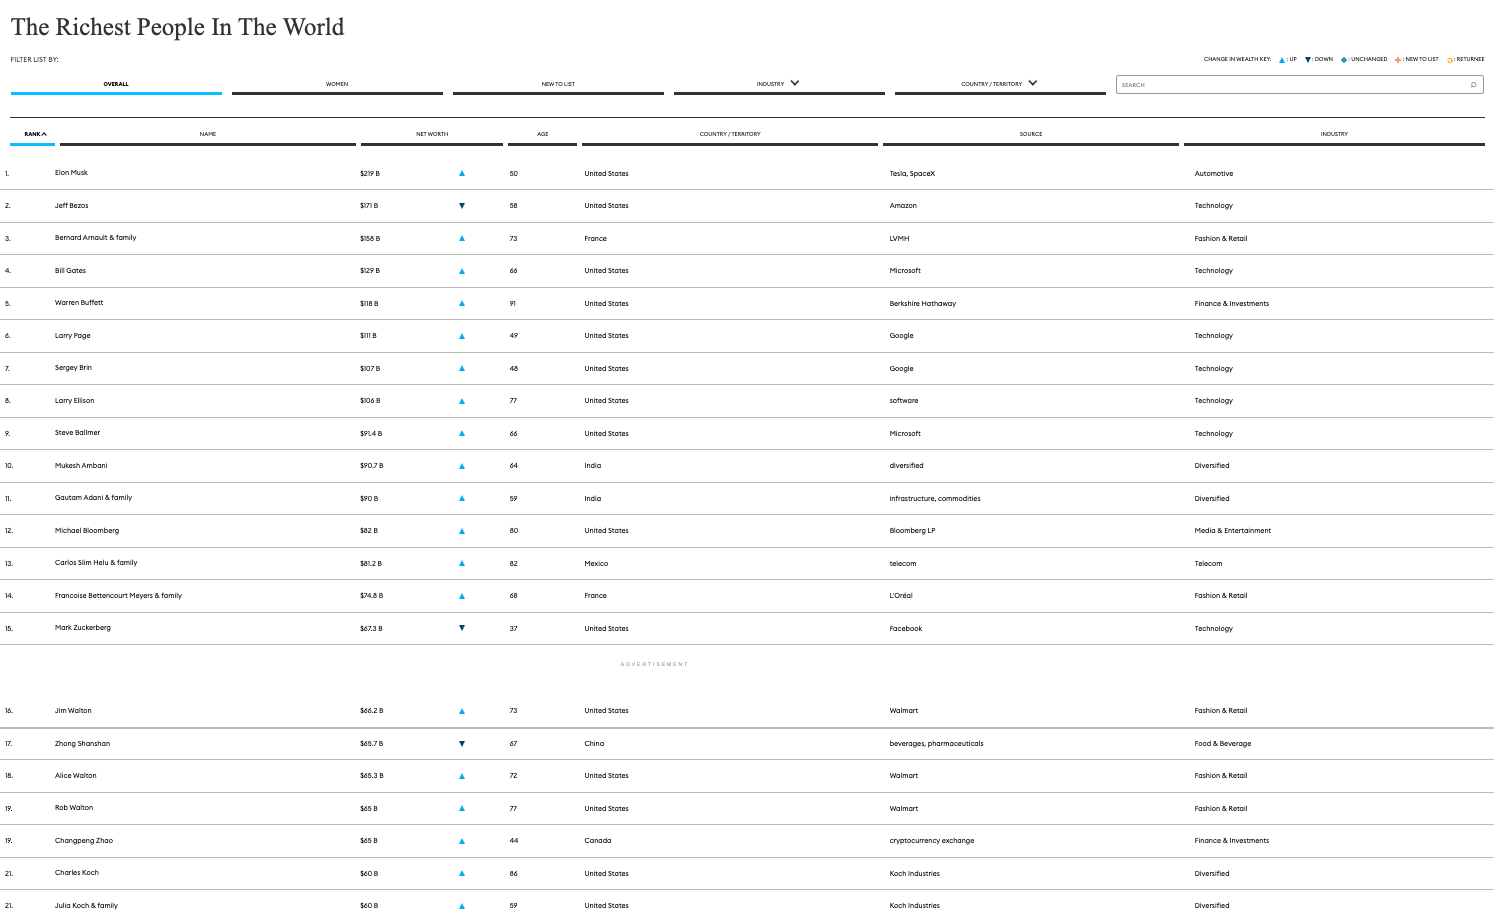 The Richest People In The World
FILTER LIST BY:
CHANGE IN WEALTH KEY: : UP : DOWN : UNCHANGED : NEW TO LIST : RETURNEE
OVERALL WOMEN NEW TO LIST INDUSTRY COUNTRY / TERRITORY SEARCH
RANK NAME NET WORTH AGE COUNTRY / TERRITORY SOURCE INDUSTRY
1. Elon Musk $219 B 50 United States Tesla, SpaceX Automotive
2. Jeff Bezos $171 B 58 United States Amazon Technology
3. Bernard Arnault & family $158 B 73 France LVMH Fashion & Retail
4. Bill Gates $129 B 66 United States Microsoft Technology
5. Warren Buffett $118 B 91 United States Berkshire Hathaway Finance & Investments
6. Larry Page $111 B 49 United States Google Technology
7. Sergey Brin $107 B 48 United States Google Technology
8. Larry Ellison $106 B 77 United States software Technology
9. Steve Ballmer $91.4 B 66 United States Microsoft Technology
10. Mukesh Ambani $90.7 B 64 India diversified Diversified
11. Gautam Adani & family $90 B 59 India infrastructure, commodities Diversified
12. Michael Bloomberg $82 B 80 United States Bloomberg LP Media & Entertainment
13. Carlos Slim Helu & family $81.2 B 82 Mexico telecom Telecom
14. Francoise Bettencourt Meyers & family $74.8 B 68 France L'Oréal Fashion & Retail
15. Mark Zuckerberg $67.3 B 37 United States Facebook Technology
ADVERTISEMENT
16. Jim Walton $66.2 B 73 United States Walmart Fashion & Retail
17. Zhong Shanshan $65.7 B 67 China beverages, pharmaceuticals Food & Beverage
18. Alice Walton $65.3 B 72 United States Walmart Fashion & Retail
19. Rob Walton $65 B 77 United States Walmart Fashion & Retail
19. Changpeng Zhao $65 B 44 Canada cryptocurrency exchange Finance & Investments
21. Charles Koch $60 B 86 United States Koch Industries Diversified
21. Julia Koch & family $60 B 59 United States Koch Industries Diversified